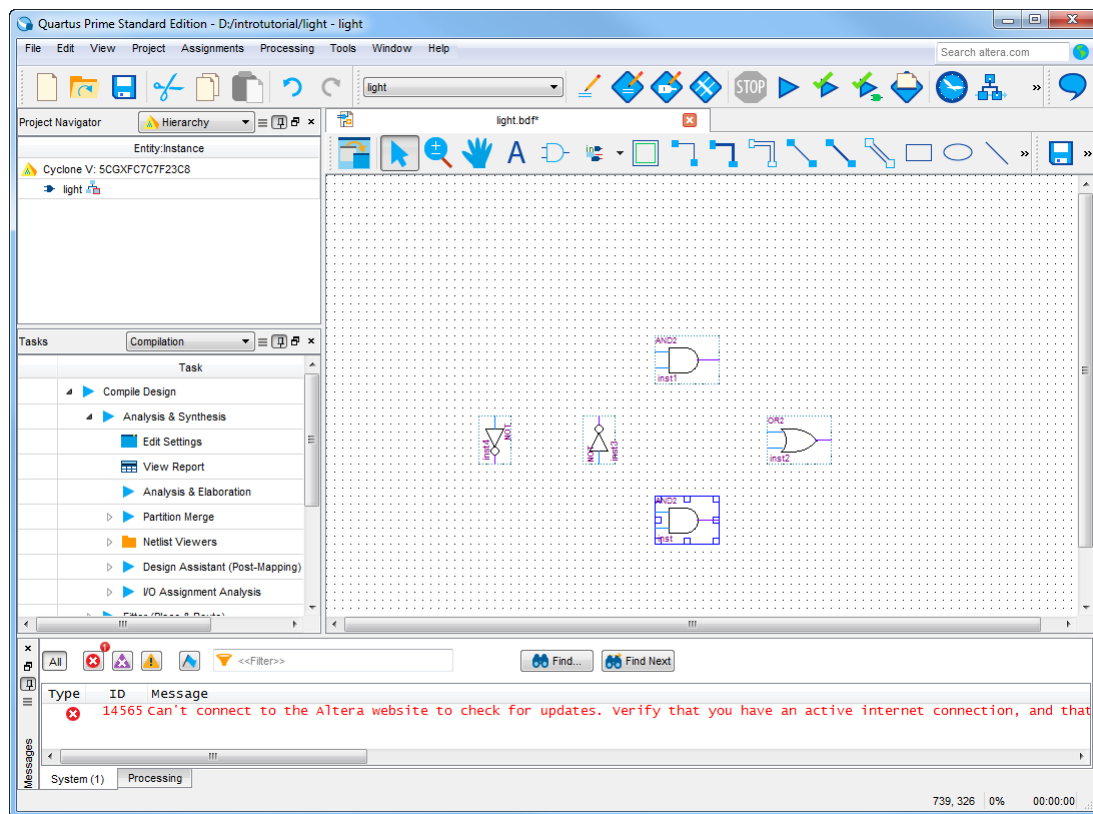 Quartus Prime Standard Edition - D:/introtutorial/light - light
File Edit View Project Assignments Processing Tools Window Help
Search altera.com
STOP
light
»
Project Navigator
Hierarchy
light.bdf*
Entity:Instance
Cyclone V: 5CGXFC7C7F23C8
light
A
»
»
Tasks
Compilation
Task
Compile Design
Analysis & Synthesis
Edit Settings
View Report
Analysis & Elaboration
Partition Merge
Netlist Viewers
Design Assistant (Post-Mapping)
I/O Assignment Analysis
Fitter (Place & Route)
AND2
inst1
NOT
inst4
NOT
inst3
OR2
inst2
AND2
inst
All
1
<<Filter>>
Find...
Find Next
Type ID Message
14565 Can't connect to the Altera website to check for updates. Verify that you have an active internet connection, and that
Messages
System (1)
Processing
739, 326 0% 00:00:00